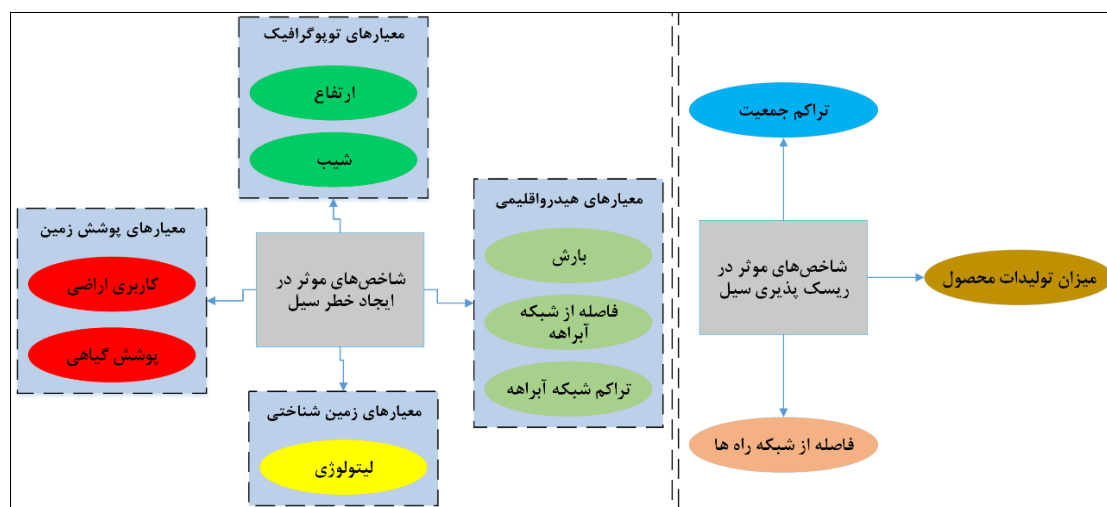 معیارهای توپوگرافیک
ارتفاع
شیب
معیارهای هیدرواقلیمی
بارش
فاصله از شبکه
آبراهه
تراکم شبکه آبراهه
شاخص‌های موثر در
ایجاد خطر سیل
معیارهای پوشش زمین
کاربری اراضی
پوشش گیاهی
معیارهای زمین شناختی
لیتولوژی
تراکم جمعیت
شاخص‌های موثر در
ریسک پذیری سیل
میزان تولیدات محصول
فاصله از شبکه راه ها